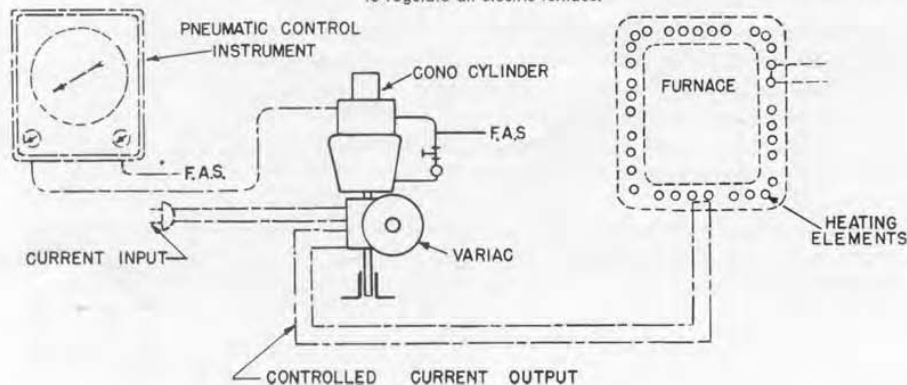 to regulate an electric furnace.
PNEUMATIC CONTROL
INSTRUMENT
CONO CYLINDER
FURNACE
F.A.S.
F.A.S.
HEATING
ELEMENTS
CURRENT INPUT
VARIAC
CONTROLLED CURRENT OUTPUT